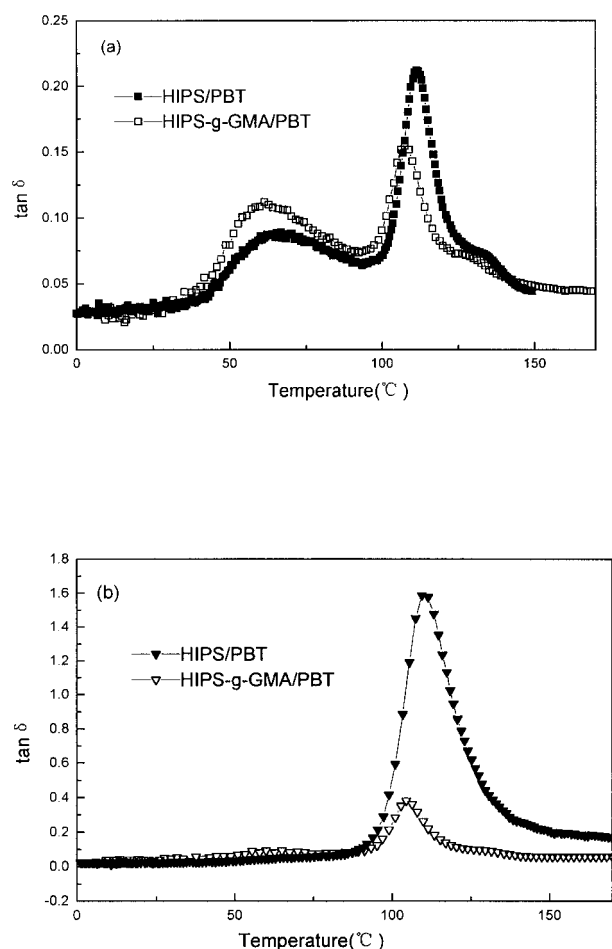 (a)
HIPS/PBT
HIPS-g-GMA/PBT
0.25
0.20
0.15
0.10
0.05
0.00
tan δ
0
50
100
150
Temperature(℃)
(b)
HIPS/PBT
HIPS-g-GMA/PBT
1.8
1.6
1.4
1.2
1.0
0.8
0.6
0.4
0.2
0.0
-0.2
tan δ
0
50
100
150
Temperature(℃)